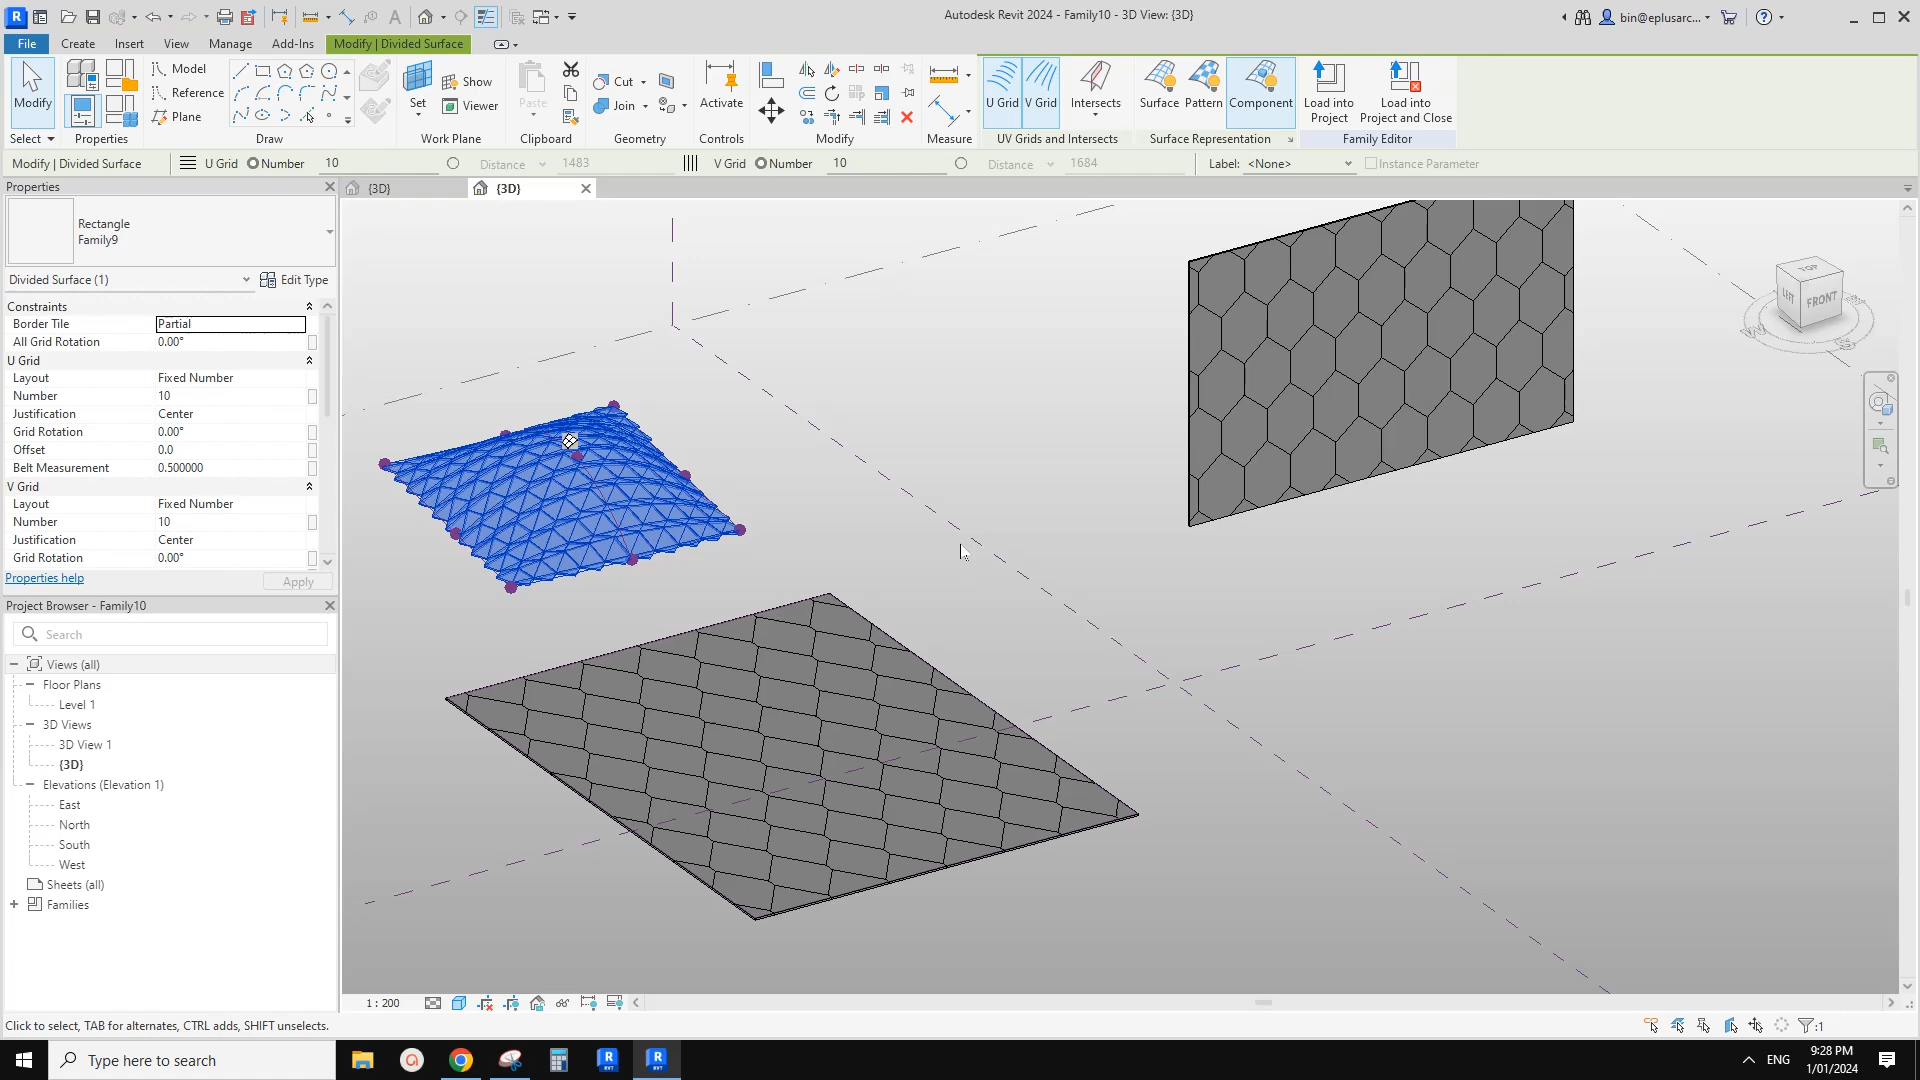 Autodesk Revit 2024 - Family10 - 3D View: {3D}
bin@eplusarc...
File Create Insert View Manage Add-Ins Modify | Divided Surface
Modify
Model
Reference
Plane
Set
Show
Viewer
Paste
Cut
Join
Activate
U Grid V Grid Intersects
Surface Pattern Component
Load into Project
Load into Project and Close
Select Properties Draw Work Plane Clipboard Geometry Controls Modify Measure UV Grids and Intersects Surface Representation Family Editor
Modify | Divided Surface U Grid Number 10 Distance 1483 V Grid Number 10 Distance 1684 Label: <None> Instance Parameter
Properties
{3D}
{3D}
Rectangle
Family9
Divided Surface (1) Edit Type
Constraints
Border Tile Partial
All Grid Rotation 0.00°
U Grid
Layout Fixed Number
Number 10
Justification Center
Grid Rotation 0.00°
Offset 0.0
Belt Measurement 0.500000
V Grid
Layout Fixed Number
Number 10
Justification Center
Grid Rotation 0.00°
Properties help Apply
Project Browser - Family10
Search
Views (all)
Floor Plans
Level 1
3D Views
3D View 1
{3D}
Elevations (Elevation 1)
East
North
South
West
Sheets (all)
Families
TOP
LEFT
FRONT
1 : 200
Click to select, TAB for alternates, CTRL adds, SHIFT unselects.
:1
Type here to search
ENG
9:28 PM
1/01/2024